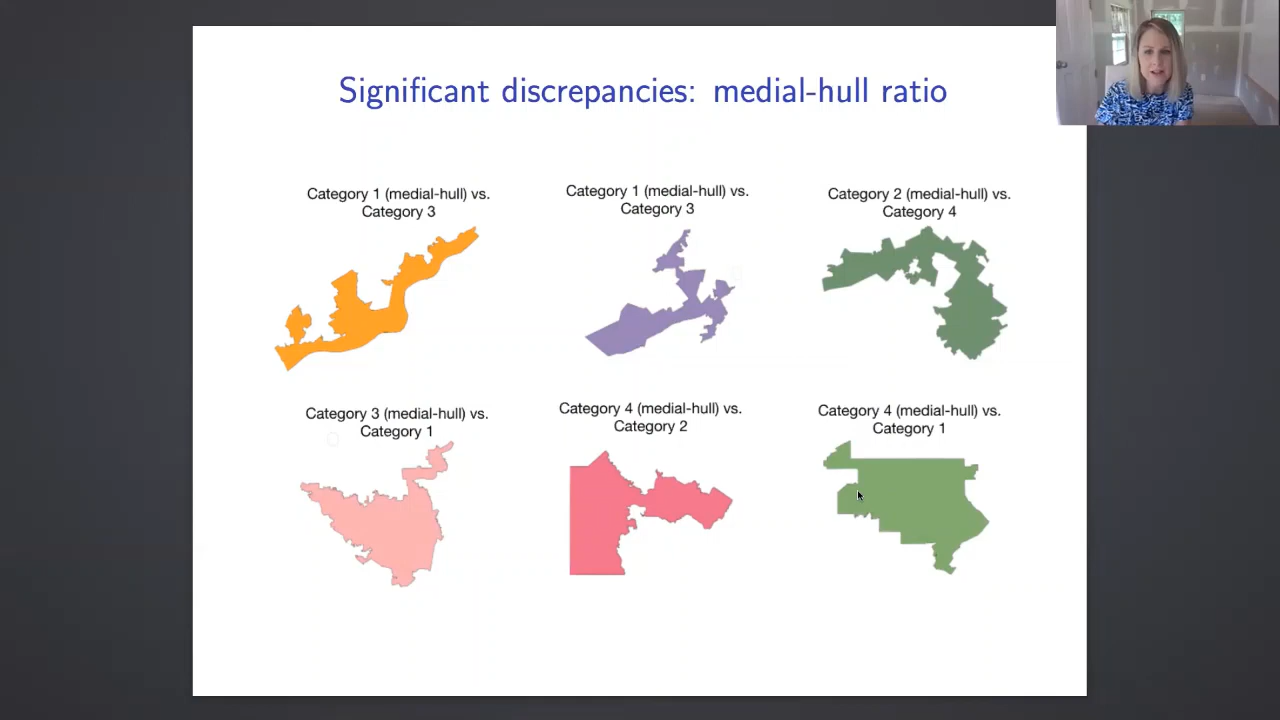 Significant discrepancies: medial-hull ratio
Category 1 (medial-hull) vs.
Category 3
Category 1 (medial-hull) vs.
Category 3
Category 2 (medial-hull) vs.
Category 4
Category 3 (medial-hull) vs.
Category 1
Category 4 (medial-hull) vs.
Category 2
Category 4 (medial-hull) vs.
Category 1